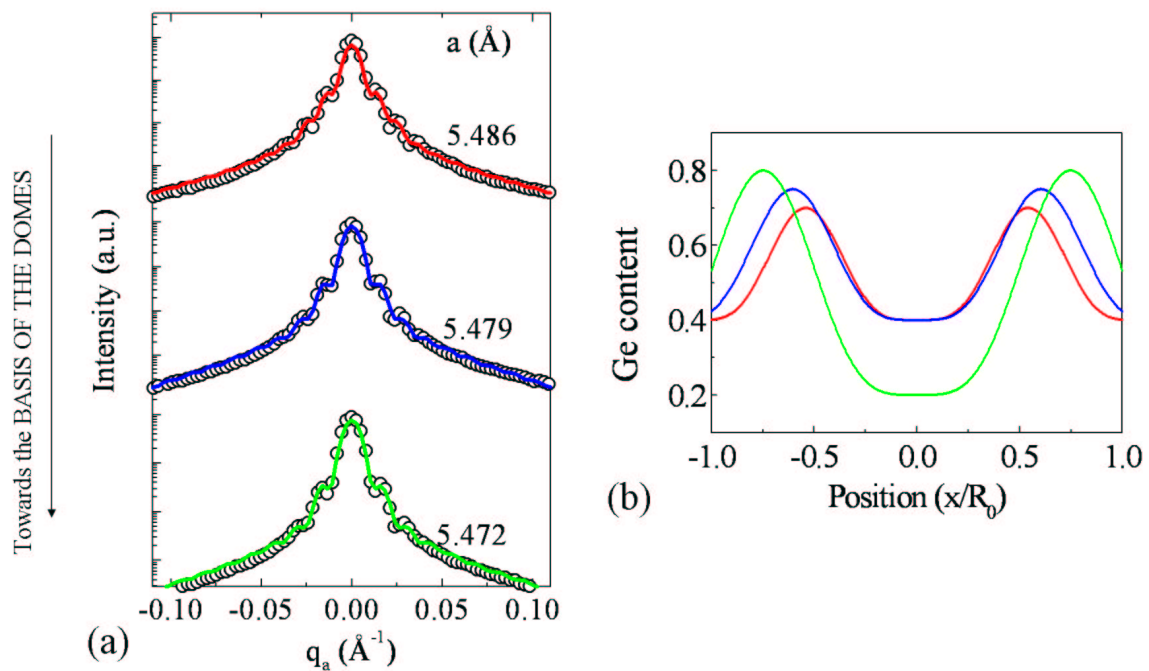 Towards the BASIS OF THE DOMES
Intensity (a.u.)
a (Å)
5.486
5.479
5.472
-0.10 -0.05 0.00 0.05 0.10
qa (Å-1)
(a)
Ge content
0.8
0.6
0.4
0.2
-1.0 -0.5 0.0 0.5 1.0
Position (x/R0)
(b)